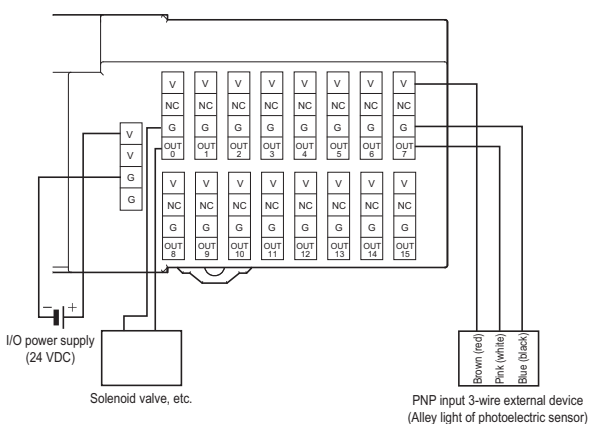 V V V V V V V V
NC NC NC NC NC NC NC NC
G G G G G G G G
OUT 0 OUT 1 OUT 2 OUT 3 OUT 4 OUT 5 OUT 6 OUT 7
V
V
G
G
V V V V V V V V
NC NC NC NC NC NC NC NC
G G G G G G G G
OUT 8 OUT 9 OUT 10 OUT 11 OUT 12 OUT 13 OUT 14 OUT 15
− +
I/O power supply
(24 VDC)
Solenoid valve, etc.
Brown (red)
Pink (white)
Blue (black)
PNP input 3-wire external device
(Alley light of photoelectric sensor)